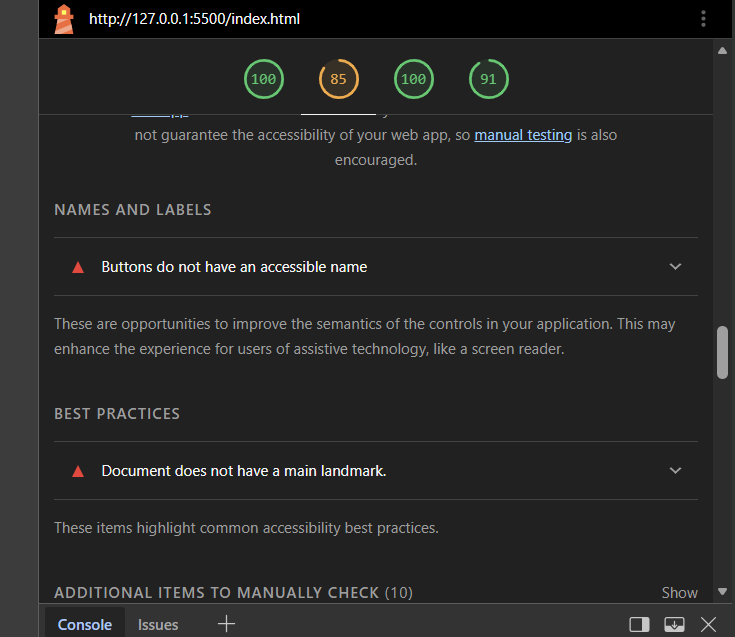 http://127.0.0.1:5500/index.html
100 85 100 91
not guarantee the accessibility of your web app, so manual testing is also
encouraged.
NAMES AND LABELS
Buttons do not have an accessible name
These are opportunities to improve the semantics of the controls in your application. This may
enhance the experience for users of assistive technology, like a screen reader.
BEST PRACTICES
Document does not have a main landmark.
These items highlight common accessibility best practices.
ADDITIONAL ITEMS TO MANUALLY CHECK (10) Show
Console Issues